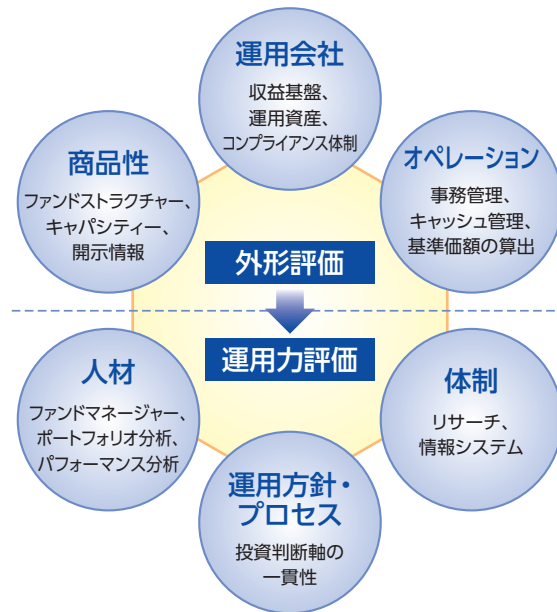 運用会社
収益基盤、
運用資産、
コンプライアンス体制
商品性
ファンドストラクチャー、
キャパシティー、
開示情報
オペレーション
事務管理、
キャッシュ管理、
基準価額の算出
外形評価
運用力評価
人材
ファンドマネージャー、
ポートフォリオ分析、
パフォーマンス分析
体制
リサーチ、
情報システム
運用方針・
プロセス
投資判断軸の
一貫性